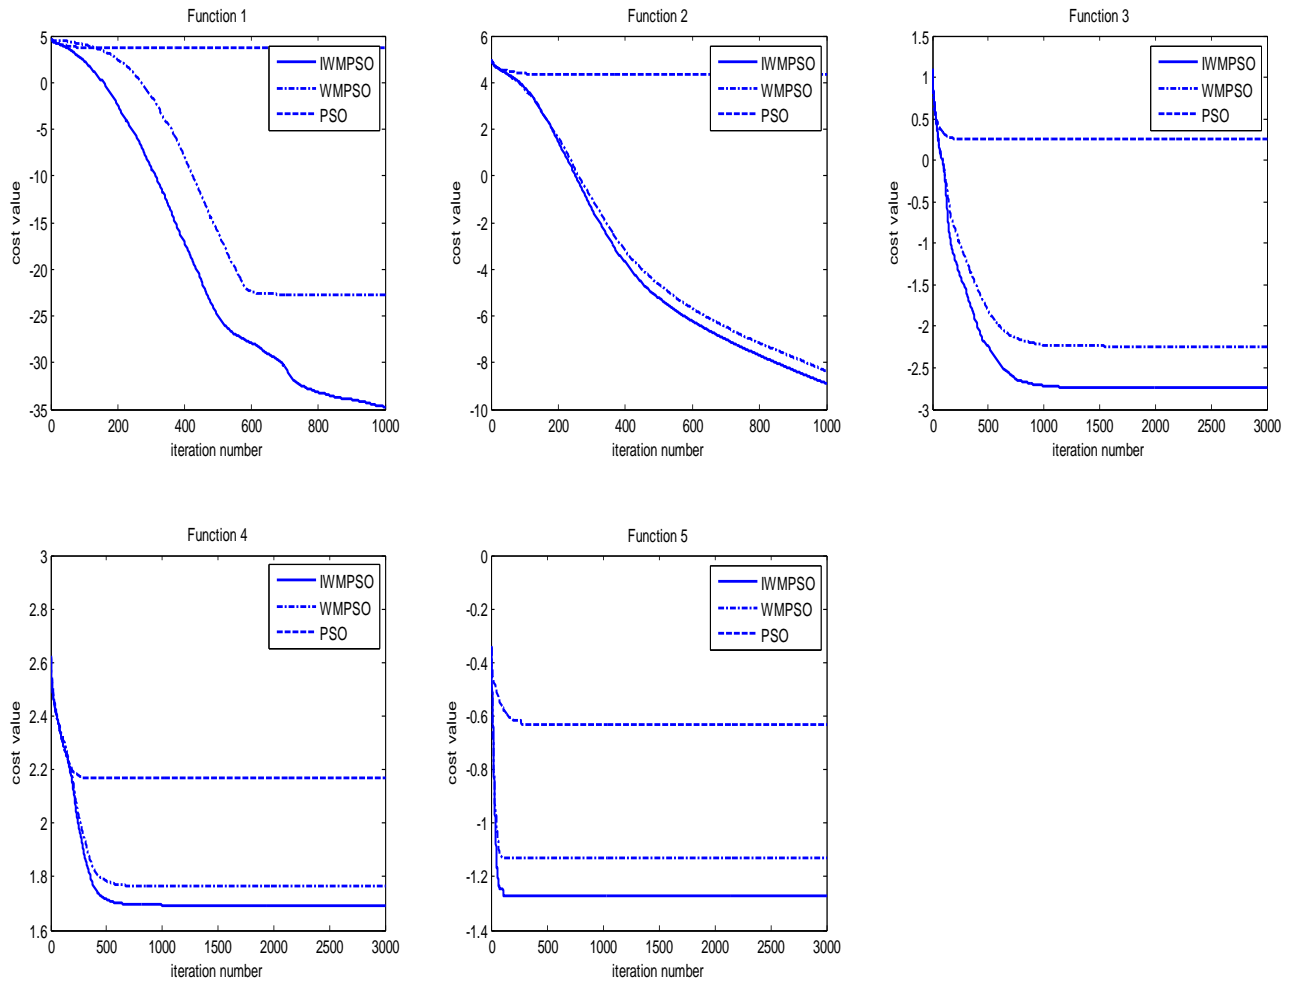 Function 1
5
0
-5
-10
-15
-20
-25
-30
-35
0 200 400 600 800 1000
cost value
iteration number
IWMPSO
WMPSO
PSO
Function 2
6
4
2
0
-2
-4
-6
-8
-10
0 200 400 600 800 1000
cost value
iteration number
IWMPSO
WMPSO
PSO
Function 3
1.5
1
0.5
0
-0.5
-1
-1.5
-2
-2.5
-3
0 500 1000 1500 2000 2500 3000
cost value
iteration number
IWMPSO
WMPSO
PSO
Function 4
3
2.8
2.6
2.4
2.2
2
1.8
1.6
0 500 1000 1500 2000 2500 3000
cost value
iteration number
IWMPSO
WMPSO
PSO
Function 5
0
-0.2
-0.4
-0.6
-0.8
-1
-1.2
-1.4
0 500 1000 1500 2000 2500 3000
cost value
iteration number
IWMPSO
WMPSO
PSO